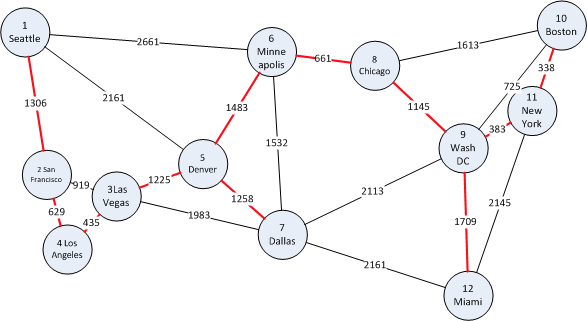 1
Seattle
2661
6
Minne
apolis
661
8
Chicago
1613
10
Boston
338
725
11
New
York
1306
2161
1483
1145
383
9
Wash
DC
1532
5
Denver
2 San
Francisco
919
3Las
Vegas
1225
1258
2113
1709
2145
629
435
1983
4 Los
Angeles
7
Dallas
2161
12
Miami